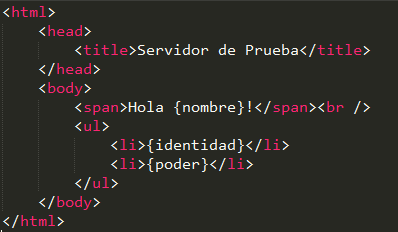 <html>
    <head>
        <title>Servidor de Prueba</title>
    </head>
    <body>
        <span>Hola {nombre}!</span><br />
        <ul>
            <li>{identidad}</li>
            <li>{poder}</li>
        </ul>
    </body>
</html>